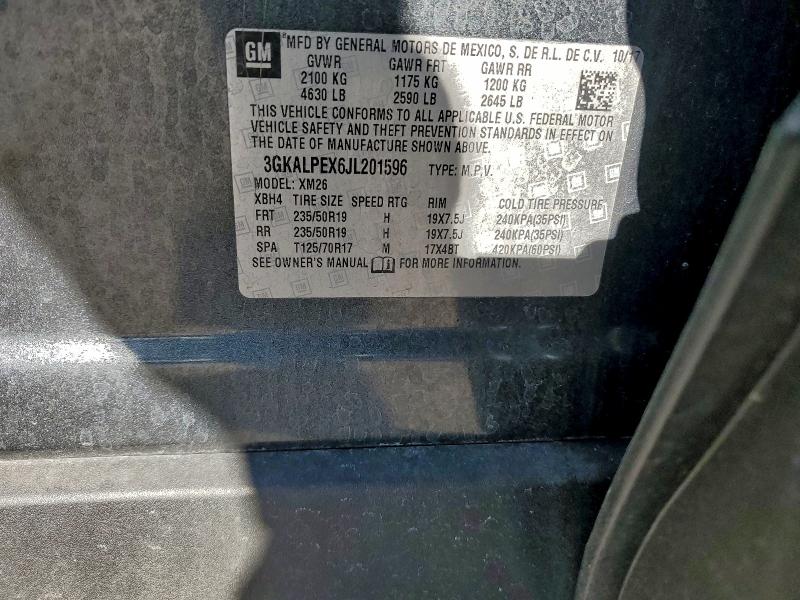 GM
®MFD BY GENERAL MOTORS DE MEXICO, S. DE R.L. DE C.V. 10/17
GVWR GAWR FRT GAWR RR
2100 KG 1175 KG 1200 KG
4630 LB 2590 LB 2645 LB
THIS VEHICLE CONFORMS TO ALL APPLICABLE U.S. FEDERAL MOTOR
VEHICLE SAFETY AND THEFT PREVENTION STANDARDS IN EFFECT ON
THE DATE OF MANUFACTURE SHOWN ABOVE.
3GKALPEX6JL201596 TYPE: M.P.V.
MODEL: XM26
XBH4 TIRE SIZE SPEED RTG RIM COLD TIRE PRESSURE
FRT 235/50R19 H 19X7.5J 240KPA(35PSI)
RR 235/50R19 H 19X7.5J 240KPA(35PSI)
SPA T125/70R17 M 17X4BT 420KPA(60PSI)
SEE OWNER'S MANUAL FOR MORE INFORMATION.